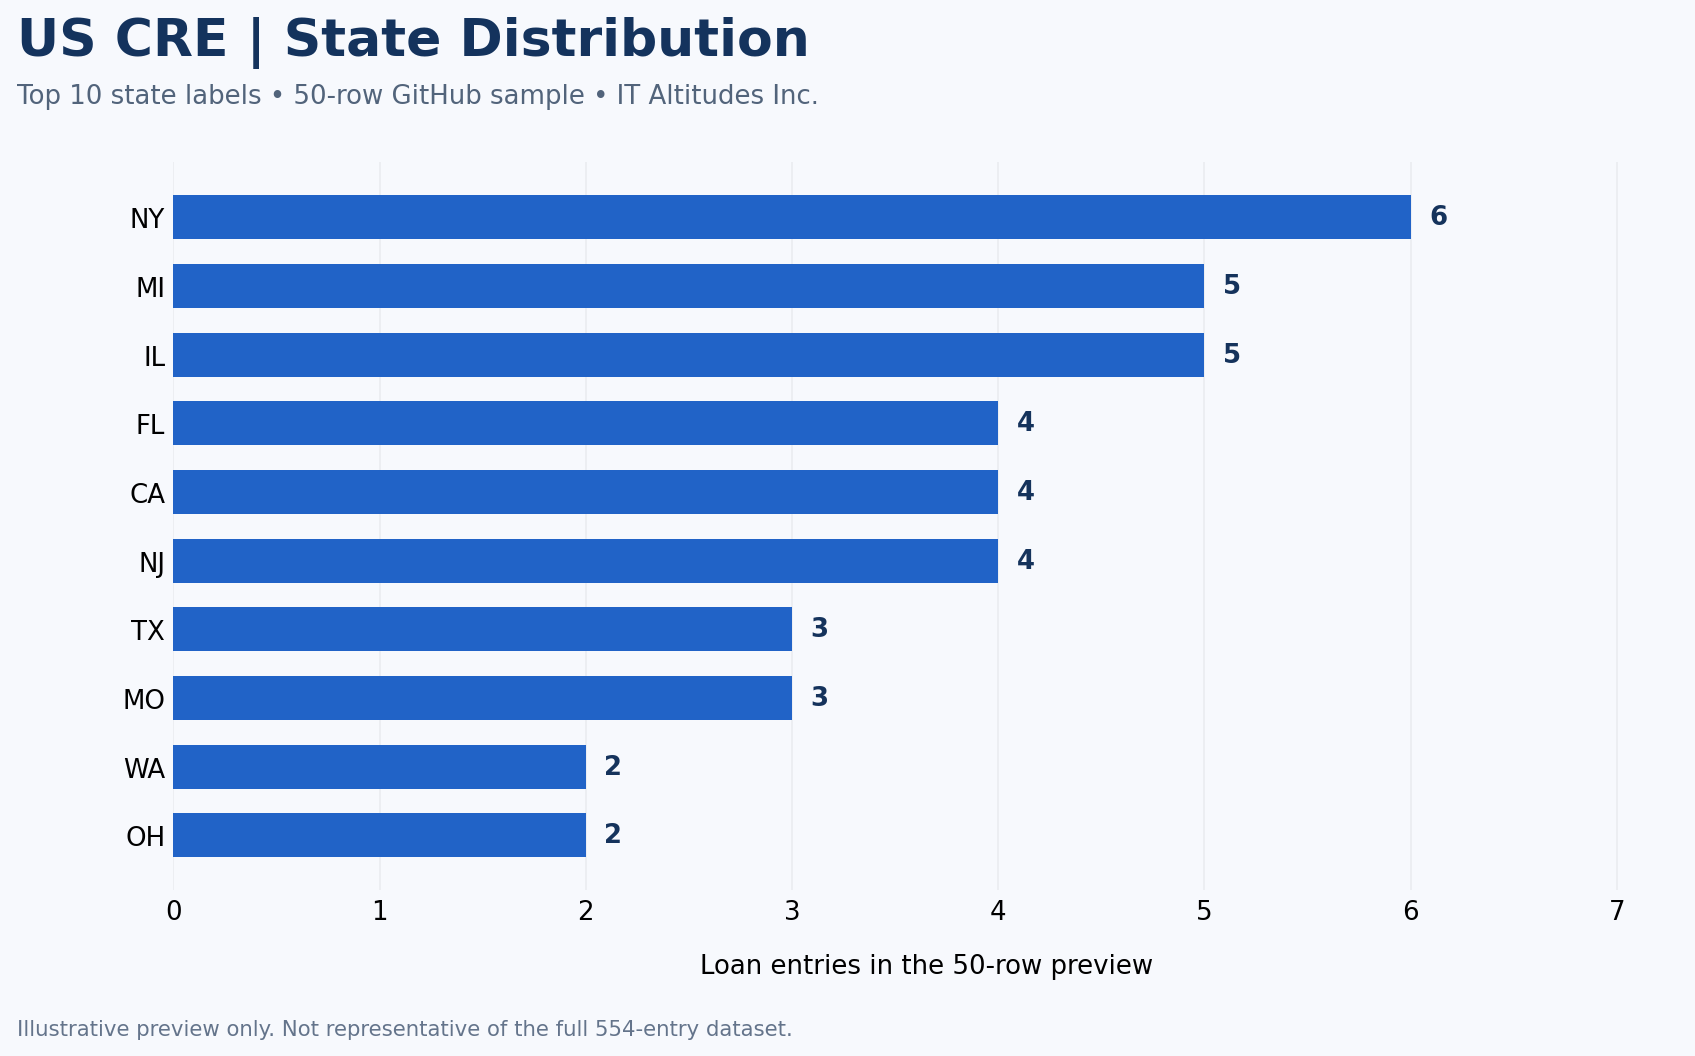 US CRE | State Distribution
Top 10 state labels • 50-row GitHub sample • IT Altitudes Inc.
NY 6
MI 5
IL 5
FL 4
CA 4
NJ 4
TX 3
MO 3
WA 2
OH 2
0 1 2 3 4 5 6 7
Loan entries in the 50-row preview
Illustrative preview only. Not representative of the full 554-entry dataset.